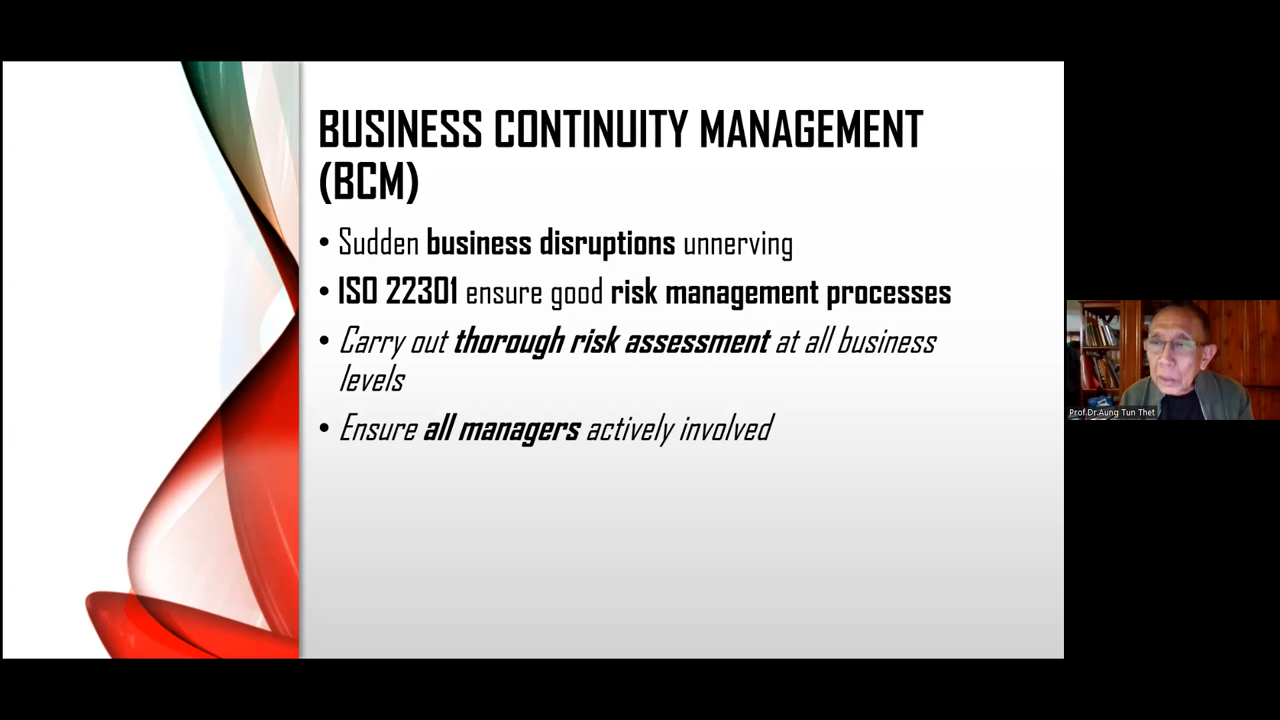 BUSINESS CONTINUITY MANAGEMENT
(BCM)
• Sudden business disruptions unnerving
• ISO 22301 ensure good risk management processes
• Carry out thorough risk assessment at all business
levels
• Ensure all managers actively involved
Prof.Dr.Aung Tun Thet